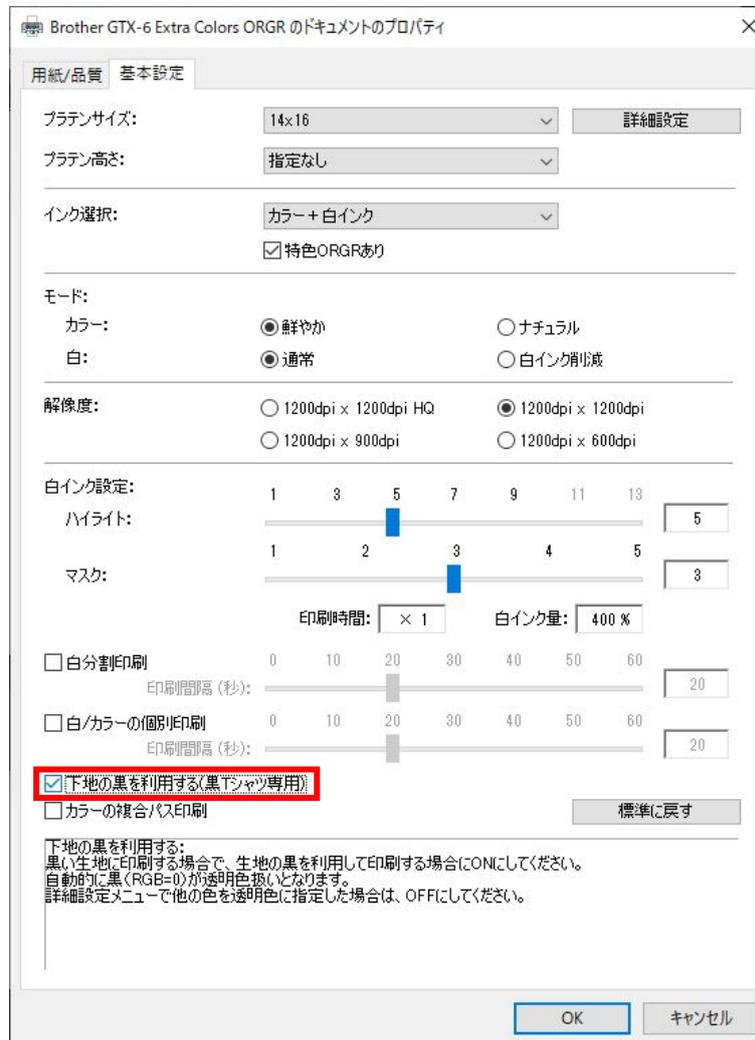 Brother GTX-6 Extra Colors ORGR のドキュメントのプロパティ
用紙/品質 基本設定
プラテンサイズ: 14×16 詳細設定
プラテン高さ: 指定なし
インク選択: カラー+白インク
特色ORGRあり
モード:
カラー: 鮮やか ナチュラル
白: 通常 白インク削減
解像度: 1200dpi x 1200dpi HQ 1200dpi x 1200dpi
1200dpi x 900dpi 1200dpi x 600dpi
白インク設定: 1 3 5 7 9 11 13
ハイライト: 5
1 2 3 4 5
マスク: 3
印刷時間: × 1 白インク量: 400 %
白分割印刷 0 10 20 30 40 50 60
印刷間隔 (秒): 20
白/カラーの個別印刷 0 10 20 30 40 50 60
印刷間隔 (秒): 20
下地の黒を利用する(黒Tシャツ専用)
カラーの複合パス印刷 標準に戻す
下地の黒を利用する:
黒い生地に印刷する場合で、生地の黒を利用して印刷する場合にONにしてください。
自動的に黒(RGB=0)が透明色扱いとなります。
詳細設定メニューで他の色を透明色に指定した場合は、OFFにしてください。
OK キャンセル